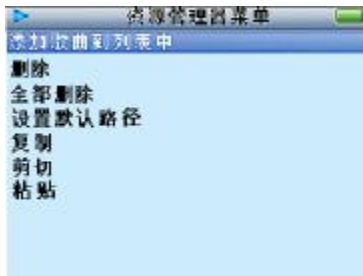 资源管理器菜单
添加歌曲到列表中
删除
全部删除
设置默认路径
复制
剪切
粘贴